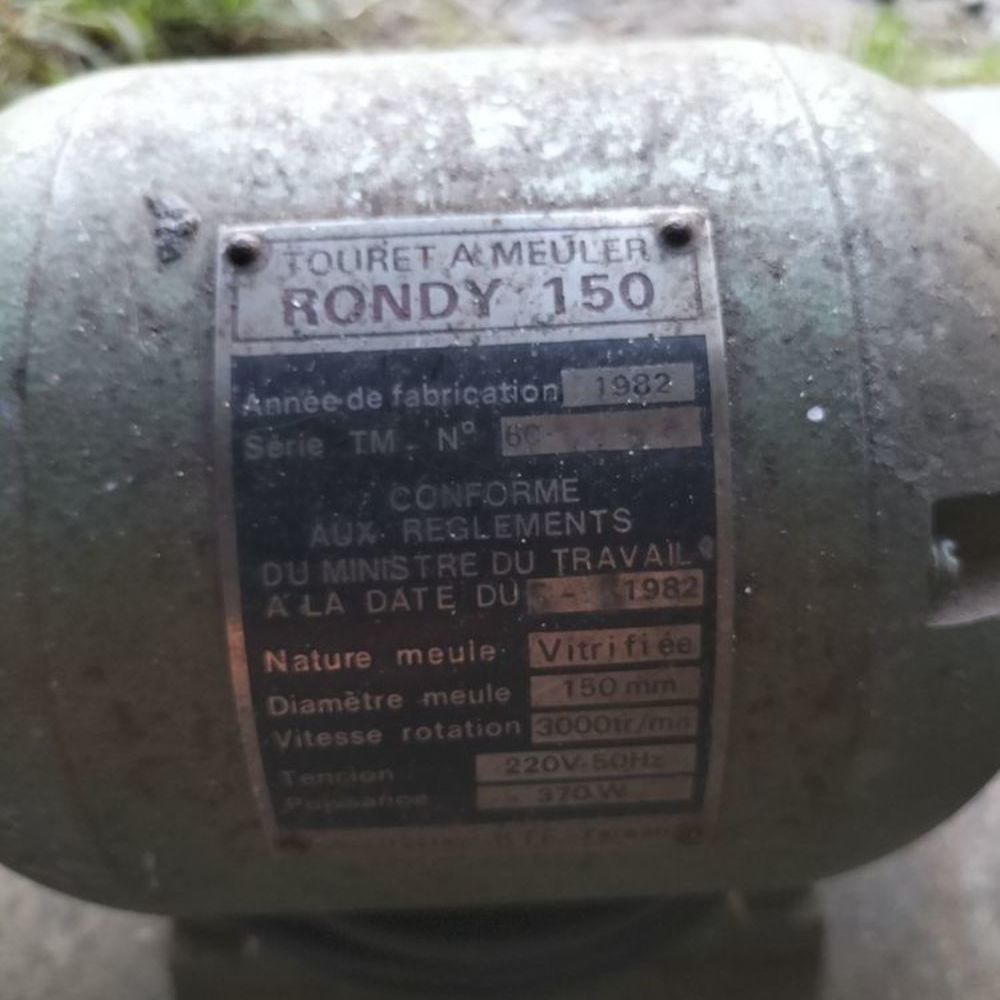 TOURET A MEULER
RONDY 150
Année de fabrication 1982
Série TM N° 60-
CONFORME
AUX REGLEMENTS
DU MINISTRE DU TRAVAIL
A LA DATE DU 1982
Nature meule Vitrifiée
Diamètre meule 150 mm
Vitesse rotation 3000tr/mn
Tension 220V-50Hz
Puissance 370 W